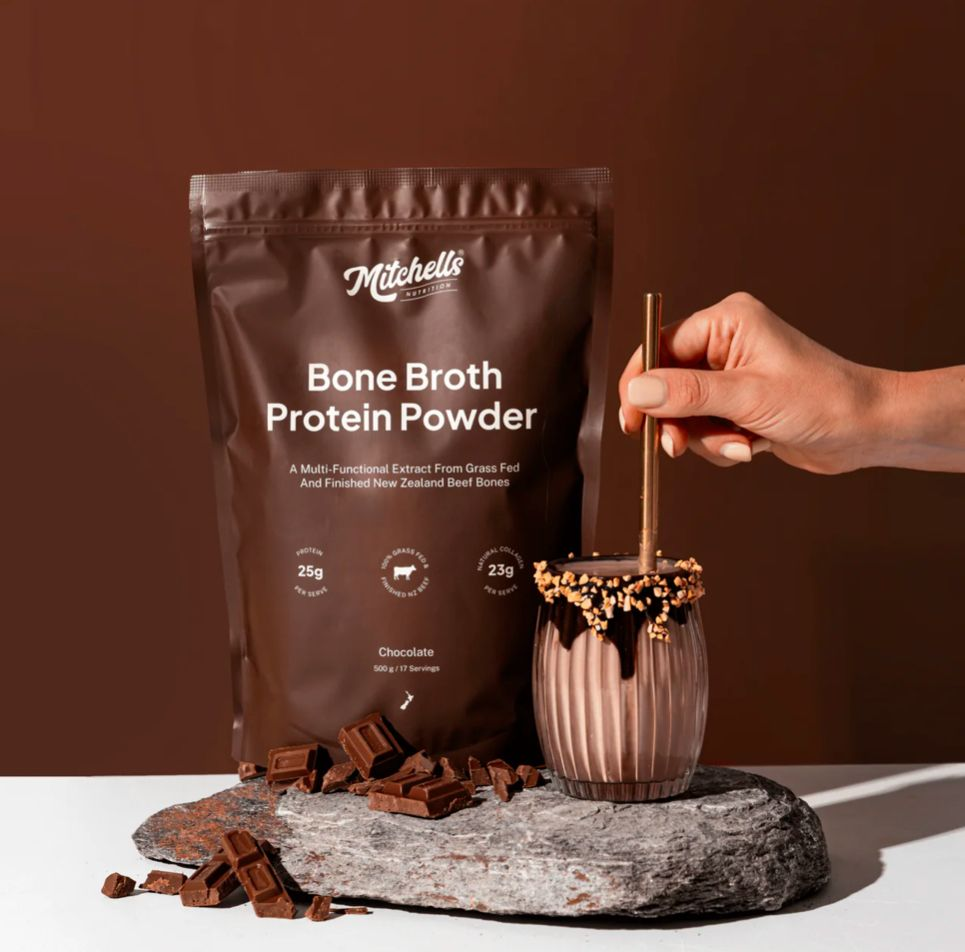 Mitchells®
NUTRITION
Bone Broth
Protein Powder
A Multi-Functional Extract From Grass Fed
And Finished New Zealand Beef Bones
PROTEIN
25g
PER SERVE
100% GRASS FED &
FINISHED NZ BEEF
NATURAL COLLAGEN
23g
PER SERVE
Chocolate
500 g / 17 Servings